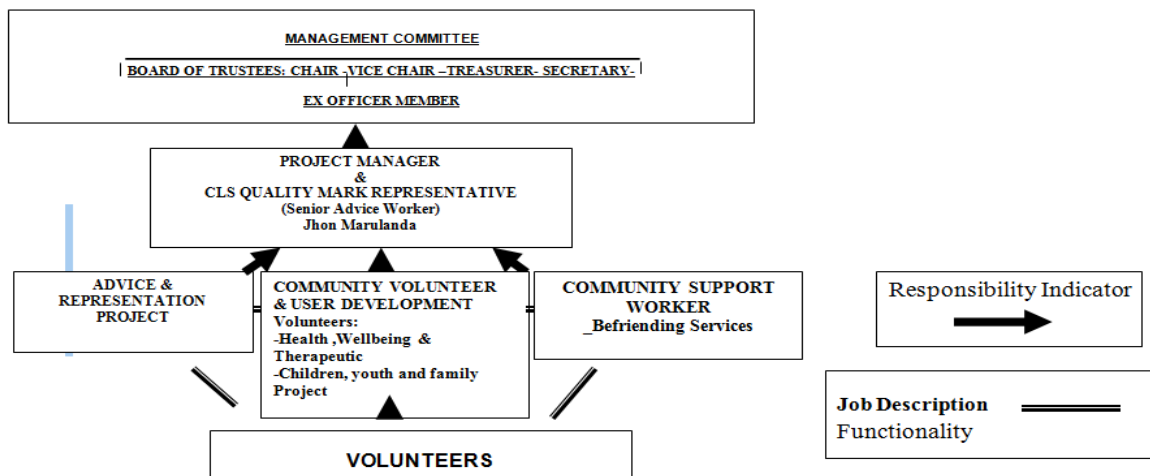 MANAGEMENT COMMITTEE
BOARD OF TRUSTEES: CHAIR -VICE CHAIR –TREASURER- SECRETARY-
EX OFFICER MEMBER
PROJECT MANAGER
&
CLS QUALITY MARK REPRESENTATIVE
(Senior Advice Worker)
Jhon Marulanda
ADVICE &
REPRESENTATION
PROJECT
COMMUNITY VOLUNTEER
& USER DEVELOPMENT
Volunteers:
-Health ,Wellbeing &
Therapeutic
-Children, youth and family
Project
COMMUNITY SUPPORT
WORKER
_Befriending Services
Responsibility Indicator
Job Description
Functionality
VOLUNTEERS